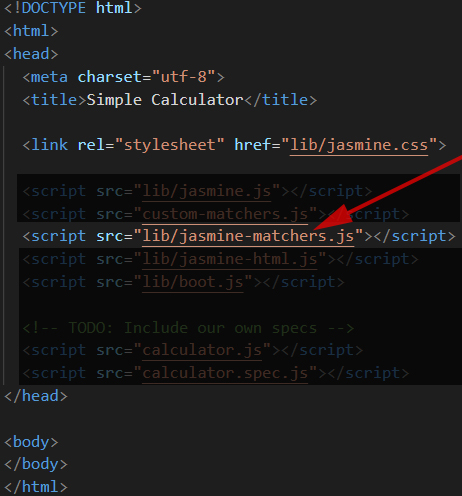 <!DOCTYPE html>
<html>
<head>
<meta charset="utf-8">
<title>Simple Calculator</title>
<link rel="stylesheet" href="lib/jasmine.css">
<script src="lib/jasmine.js"></script>
<script src="custom-matchers.js"></script>
<script src="lib/jasmine-matchers.js"></script>
<script src="lib/jasmine-html.js"></script>
<script src="lib/boot.js"></script>
<!-- TODO: Include our own specs -->
<script src="calculator.js"></script>
<script src="calculator.spec.js"></script>
</head>
<body>
</body>
</html>